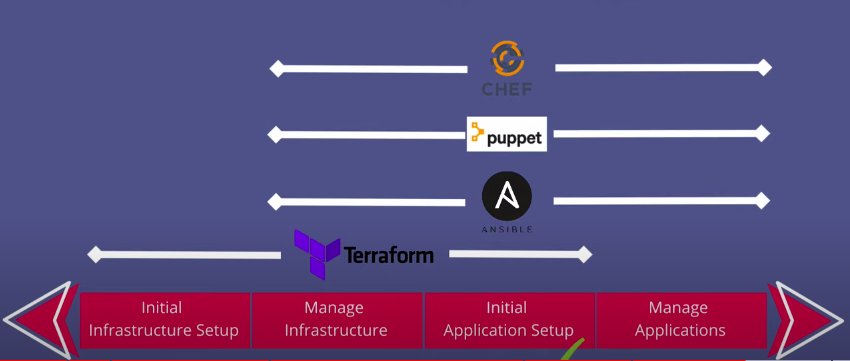 CHEF
puppet
ANSIBLE
Terraform
Initial
Infrastructure Setup
Manage
Infrastructure
Initial
Application Setup
Manage
Applications